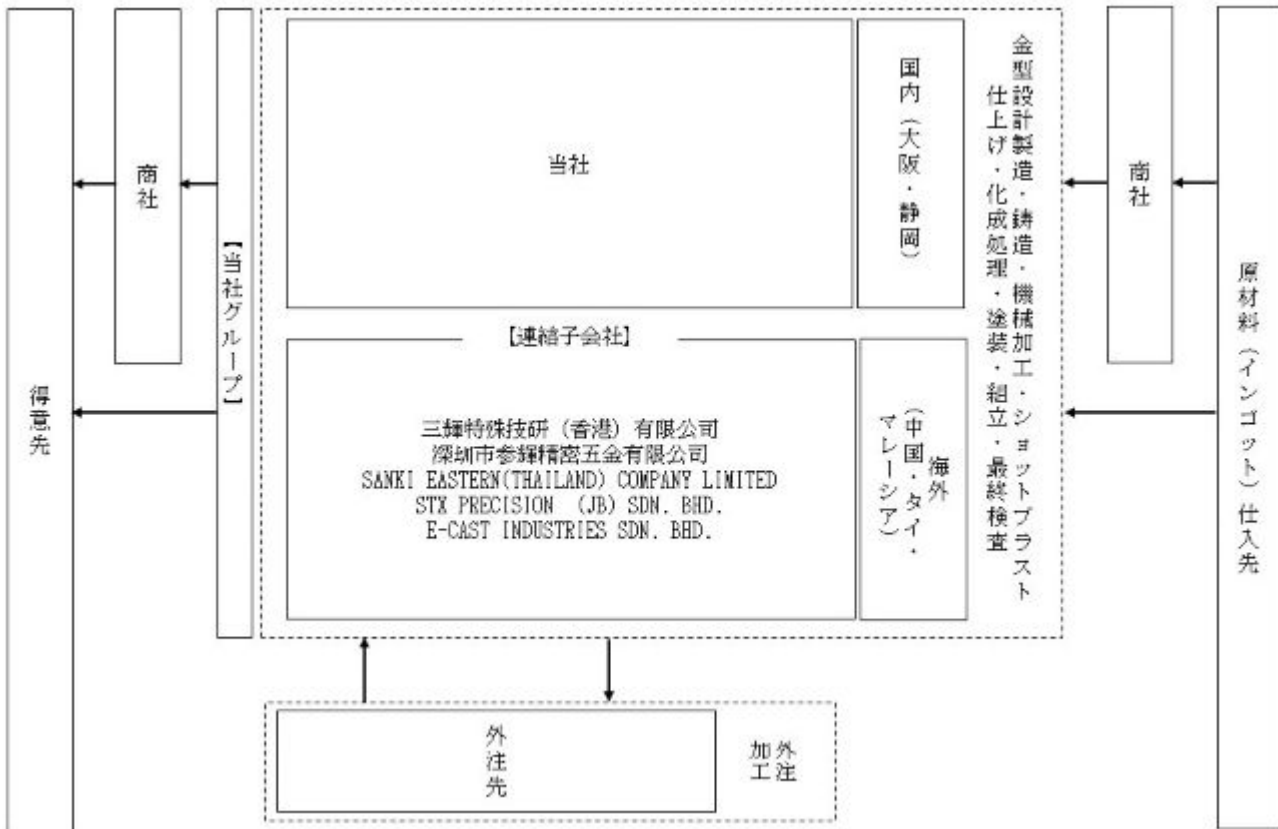 得意先
商社
【当社グループ】
当社
国内（大阪・静岡）
【連結子会社】
三輝特殊技研（香港）有限公司
深圳市参輝精密五金有限公司
SANKI EASTERN(THAILAND) COMPANY LIMITED
STX PRECISION （JB) SDN. BHD.
E-CAST INDUSTRIES SDN. BHD.
海外
（中国・タイ・
マレーシア）
金型設計製造・鋳造・機械加工・ショットブラスト
仕上げ・化成処理・塗装・組立・最終検査
商社
原材料（インゴット）仕入先
外注先
外注
加工